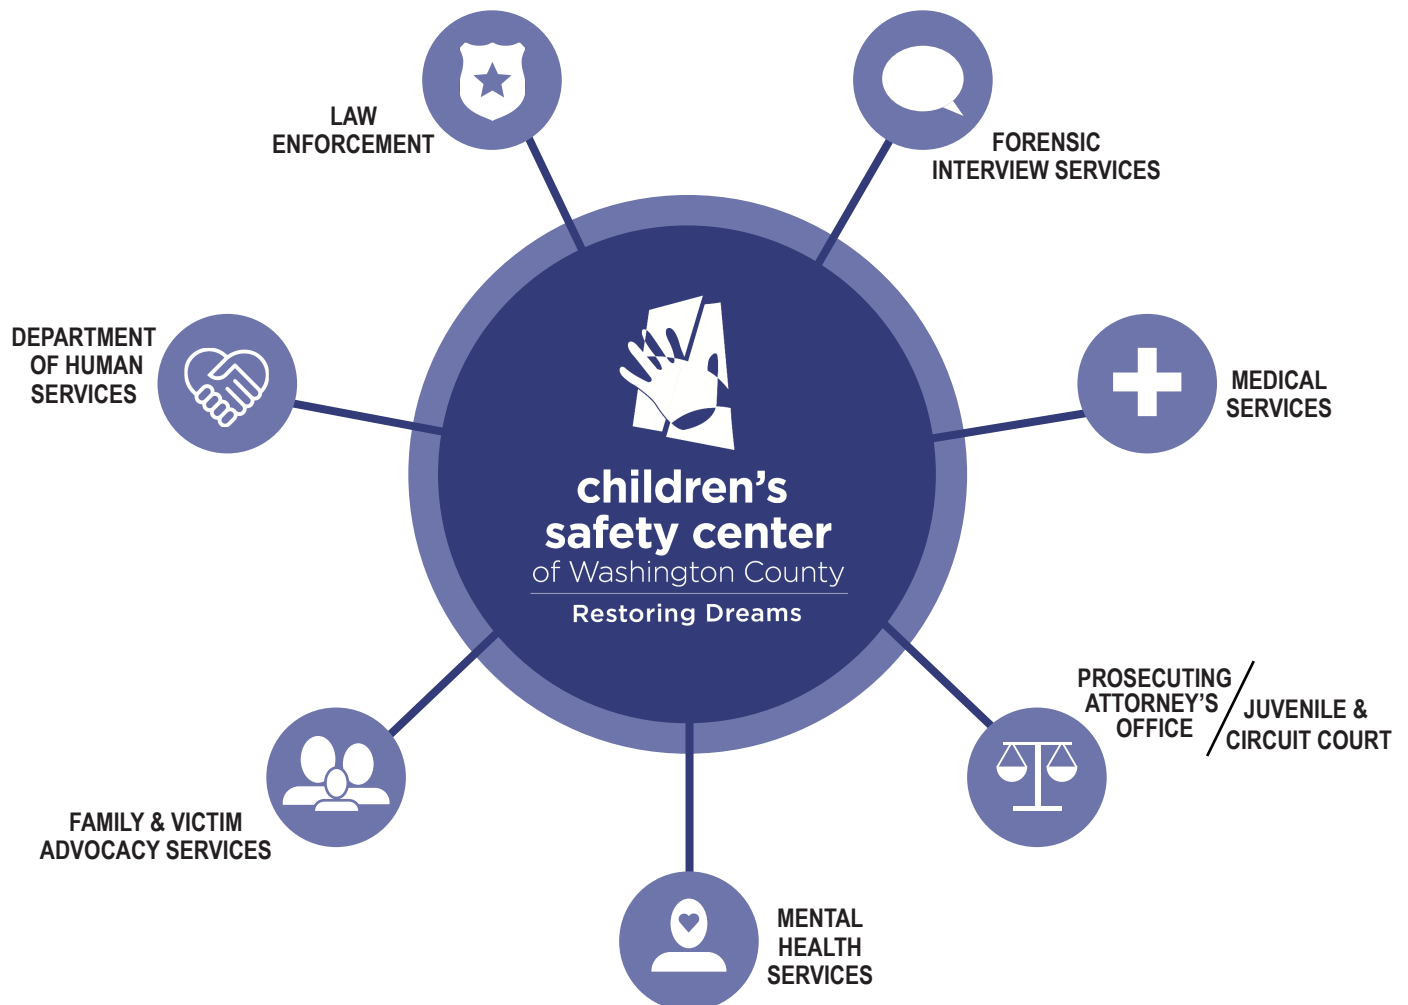 LAW
ENFORCEMENT
FORENSIC
INTERVIEW SERVICES
DEPARTMENT
OF HUMAN
SERVICES
MEDICAL
SERVICES
children’s
safety center
of Washington County
Restoring Dreams
PROSECUTING
ATTORNEY’S
OFFICE
/
JUVENILE &
CIRCUIT COURT
FAMILY & VICTIM
ADVOCACY SERVICES
MENTAL
HEALTH
SERVICES